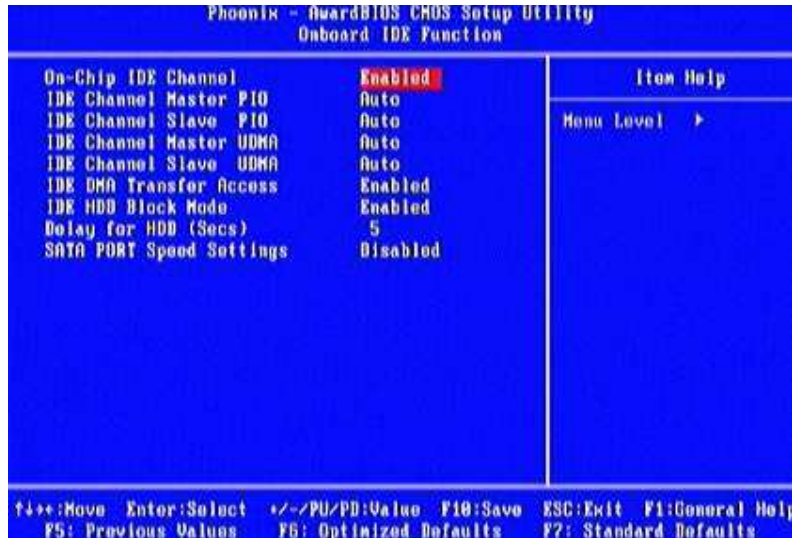 Phoenix - AwardBIOS CMOS Setup Utility
Onboard IDE Function
On-Chip IDE Channel Enabled
IDE Channel Master PIO Auto
IDE Channel Slave PIO Auto
IDE Channel Master UDMA Auto
IDE Channel Slave UDMA Auto
IDE DMA Transfer Access Enabled
IDE HDD Block Mode Enabled
Delay for HDD (Secs) 5
SATA PORT Speed Settings Disabled
Item Help
Menu Level ▶
↑↓→←:Move Enter:Select +/-/PU/PD:Value F10:Save ESC:Exit F1:General Help
F5: Previous Values F6: Optimized Defaults F7: Standard Defaults